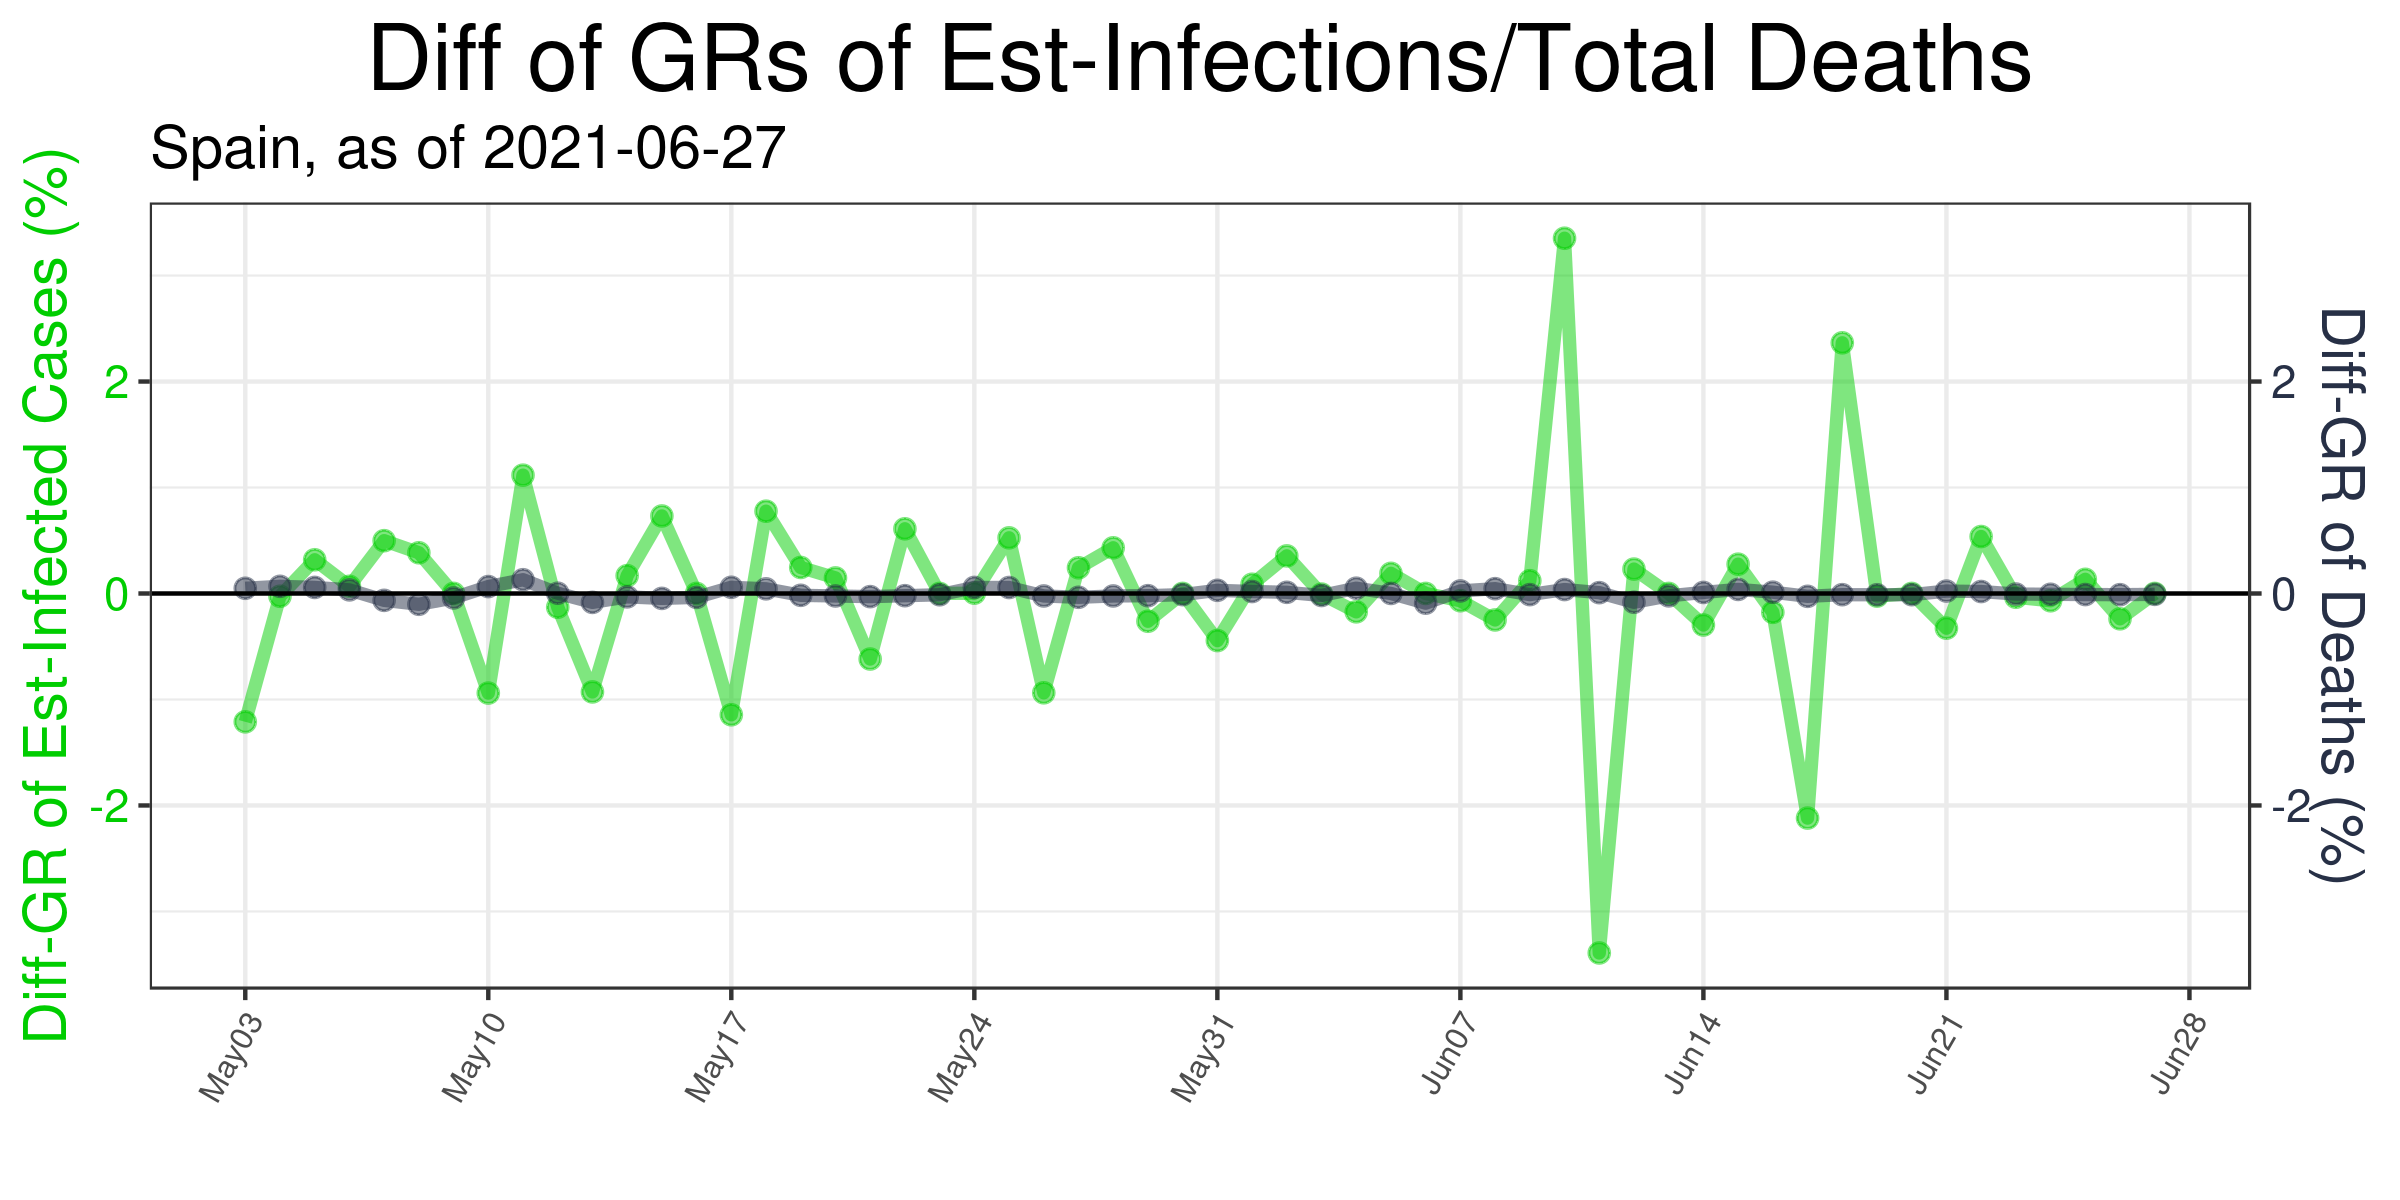 Diff of GRs of Est-Infections/Total Deaths
Spain, as of 2021-06-27
Diff-GR of Est-Infected Cases (%)
2
0
-2
2
0
-2
Diff-GR of Deaths (%)
May03
May10
May17
May24
May31
Jun07
Jun14
Jun21
Jun28